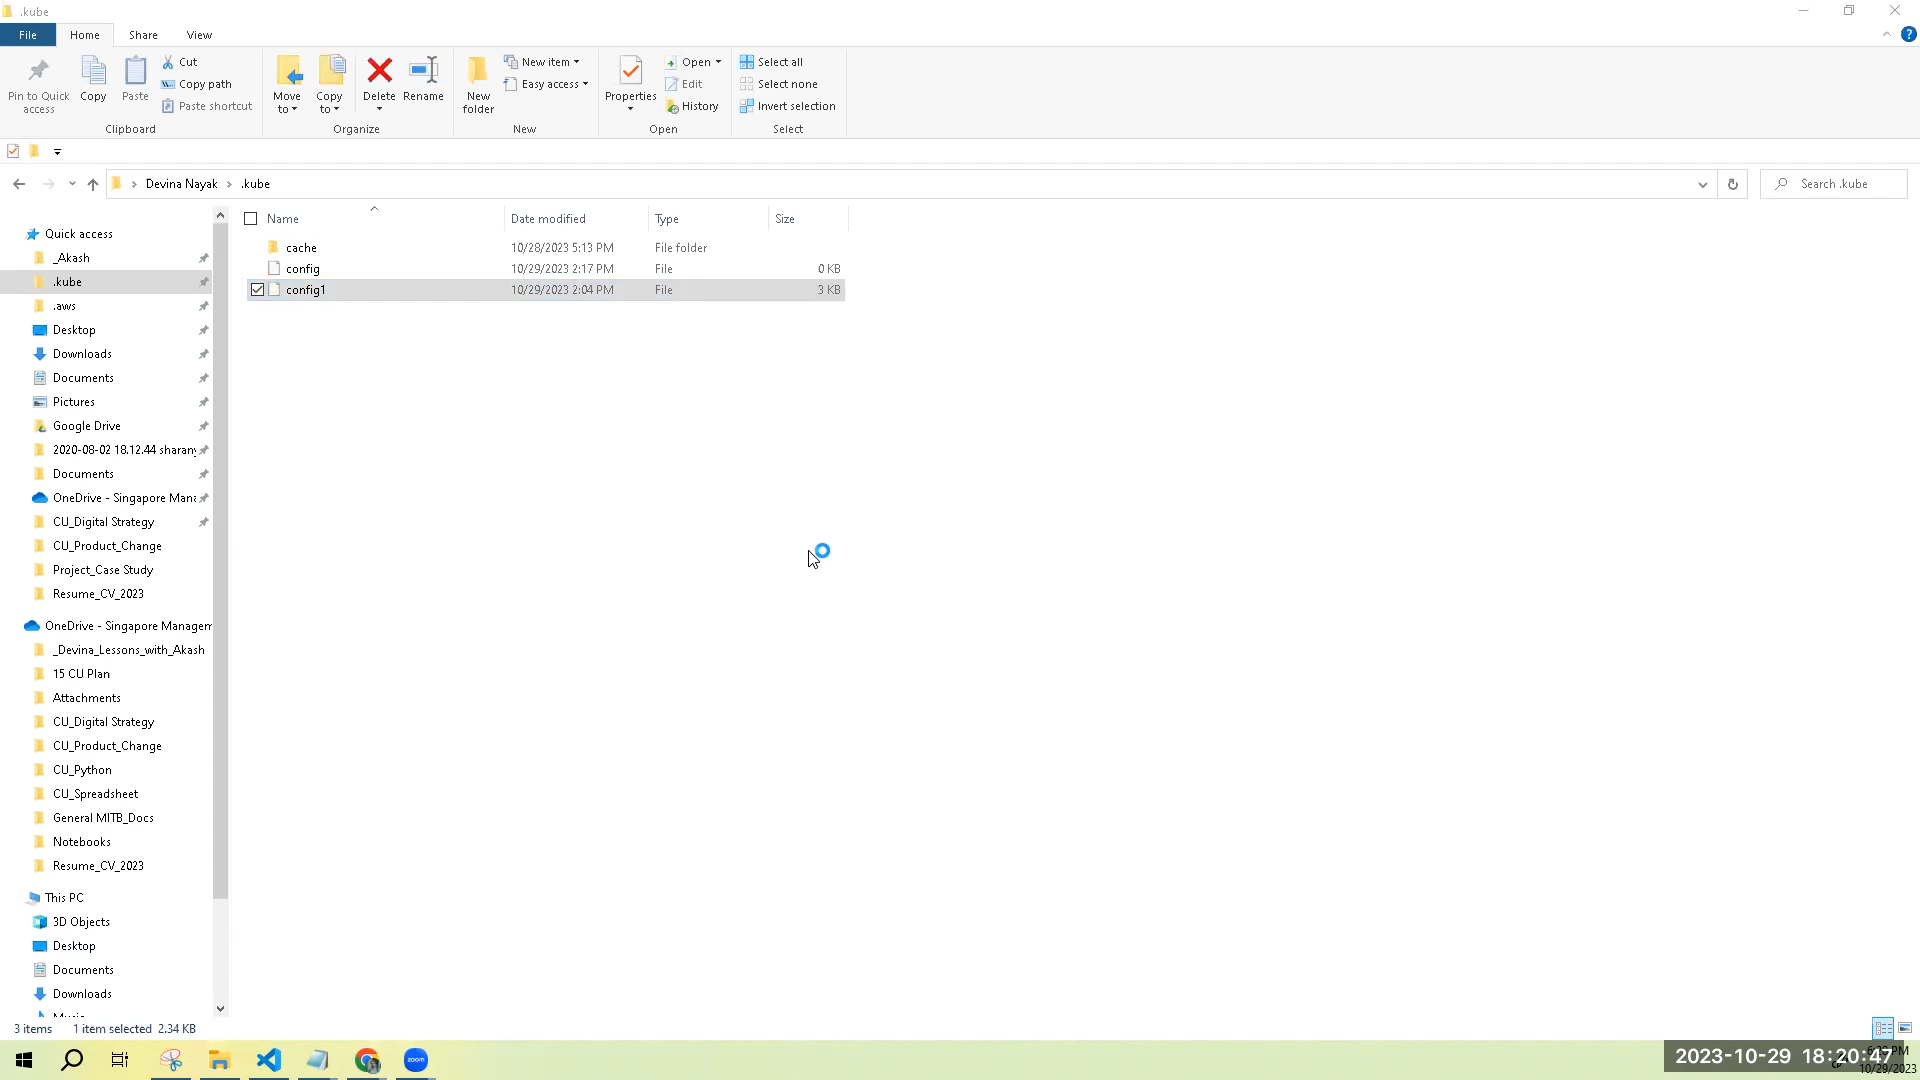 .kube
File Home Share View
Pin to Quick access
Copy
Paste
Cut
Copy path
Paste shortcut
Clipboard
Move to
Copy to
Delete
Rename
Organize
New folder
New item
Easy access
New
Properties
Open
Edit
History
Open
Select all
Select none
Invert selection
Select
Devina Nayak > .kube
Search .kube
Name Date modified Type Size
cache 10/28/2023 5:13 PM File folder
config 10/29/2023 2:17 PM File 0 KB
config1 10/29/2023 2:04 PM File 3 KB
Quick access
_Akash
.kube
.aws
Desktop
Downloads
Documents
Pictures
Google Drive
2020-08-02 18.12.44 sharan
Documents
OneDrive - Singapore Mana
CU_Digital Strategy
CU_Product_Change
Project_Case Study
Resume_CV_2023
OneDrive - Singapore Managem
_Devina_Lessons_with_Akash
15 CU Plan
Attachments
CU_Digital Strategy
CU_Product_Change
CU_Python
CU_Spreadsheet
General MITB_Docs
Notebooks
Resume_CV_2023
This PC
3D Objects
Desktop
Documents
Downloads
Music
3 items 1 item selected 2.34 KB
zoom
2023-10-29 18:20:47
10/29/2023